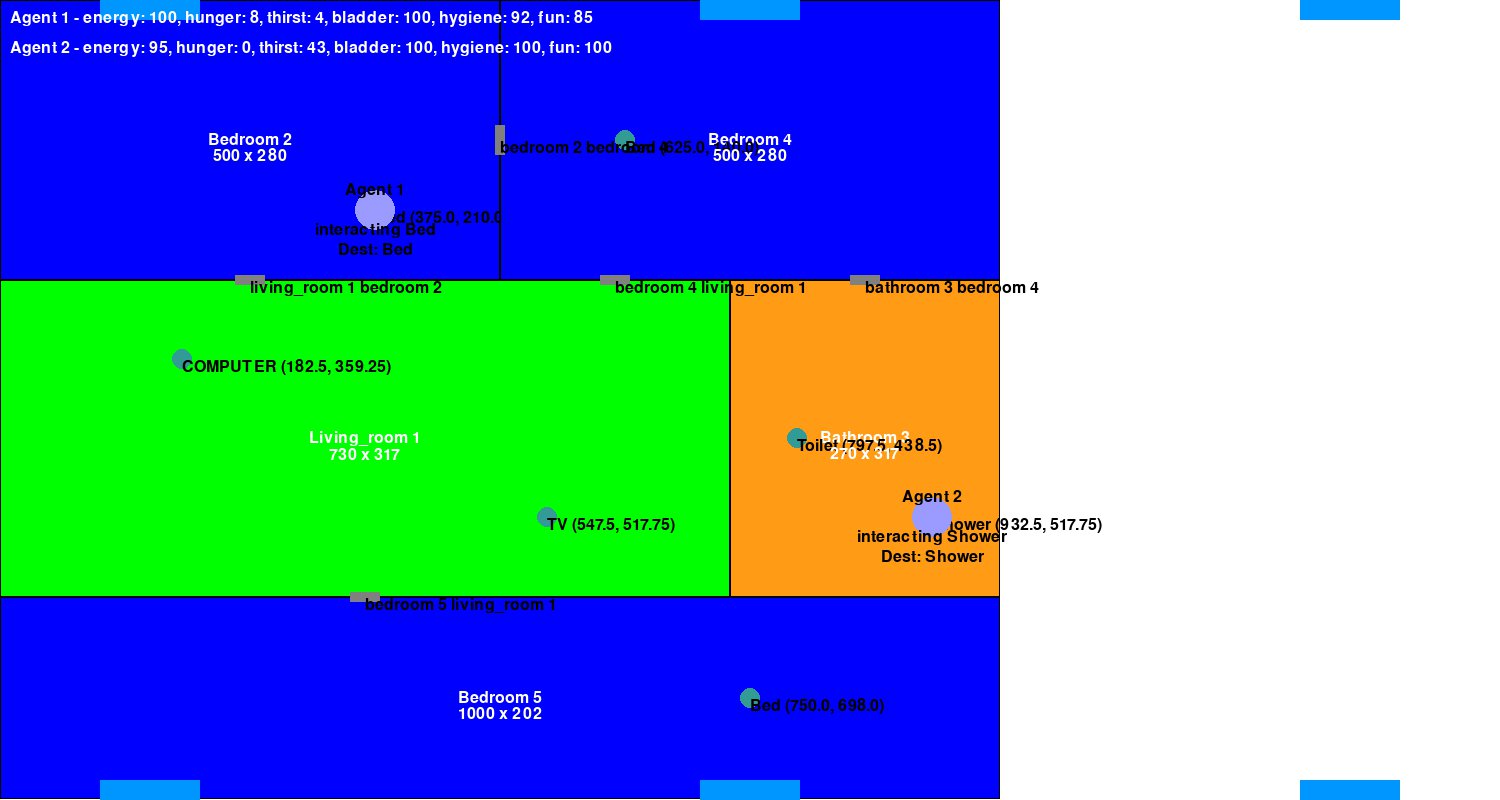 Agent 1 - energy: 100, hunger: 8, thirst: 4, bladder: 100, hygiene: 92, fun: 85
Agent 2 - energy: 95, hunger: 0, thirst: 43, bladder: 100, hygiene: 100, fun: 100
Bedroom 2
500 x 280
Bedroom 4
500 x 280
bedroom 2 bedroom 4
Bed (625.0,
Agent 1
(375.0, 210.0
interacting Bed
Dest: Bed
living_room 1 bedroom 2
bedroom 4 living_room 1
bathroom 3 bedroom 4
COMPUTER (182.5, 359.25)
Living_room 1
730 x 317
Bathroom 3
270 x 317
Toilet (797.5, 438.5)
TV (547.5, 517.75)
Agent 2
(932.5, 517.75)
interacting Shower
Dest: Shower
bedroom 5 living_room 1
Bedroom 5
1000 x 202
Bed (750.0, 698.0)